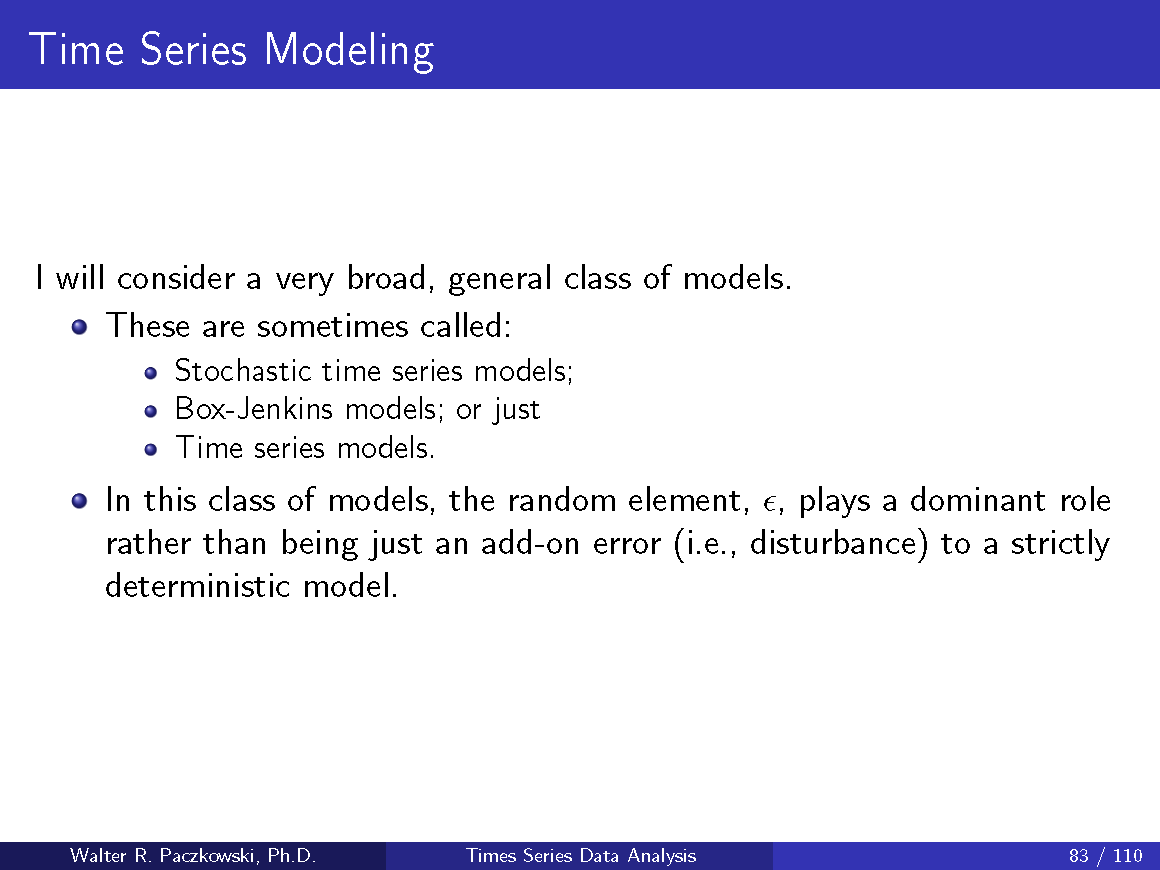 Time Series Modeling
I will consider a very broad, general class of models.
These are sometimes called:
Stochastic time series models;
Box-Jenkins models; or just
Time series models.
In this class of models, the random element, ϵ, plays a dominant role
rather than being just an add-on error (i.e., disturbance) to a strictly
deterministic model.
Walter R. Paczkowski, Ph.D.
Times Series Data Analysis
83 / 110